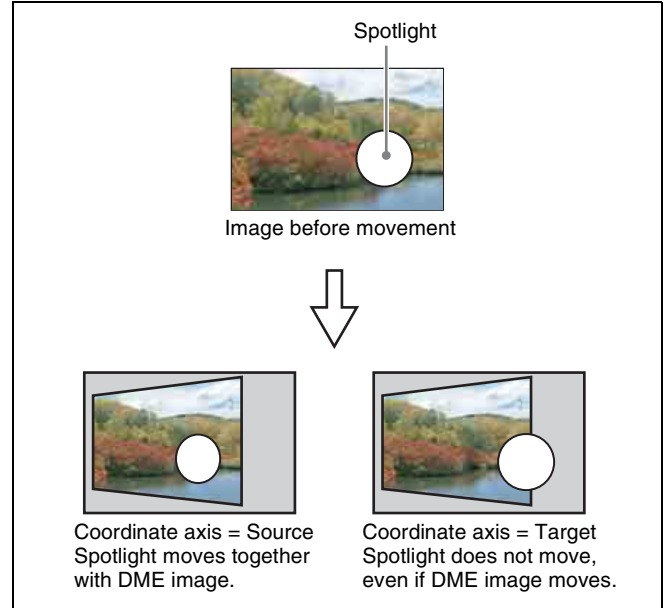 Spotlight
Image before movement
Coordinate axis = Source
Spotlight moves together
with DME image.
Coordinate axis = Target
Spotlight does not move,
even if DME image moves.